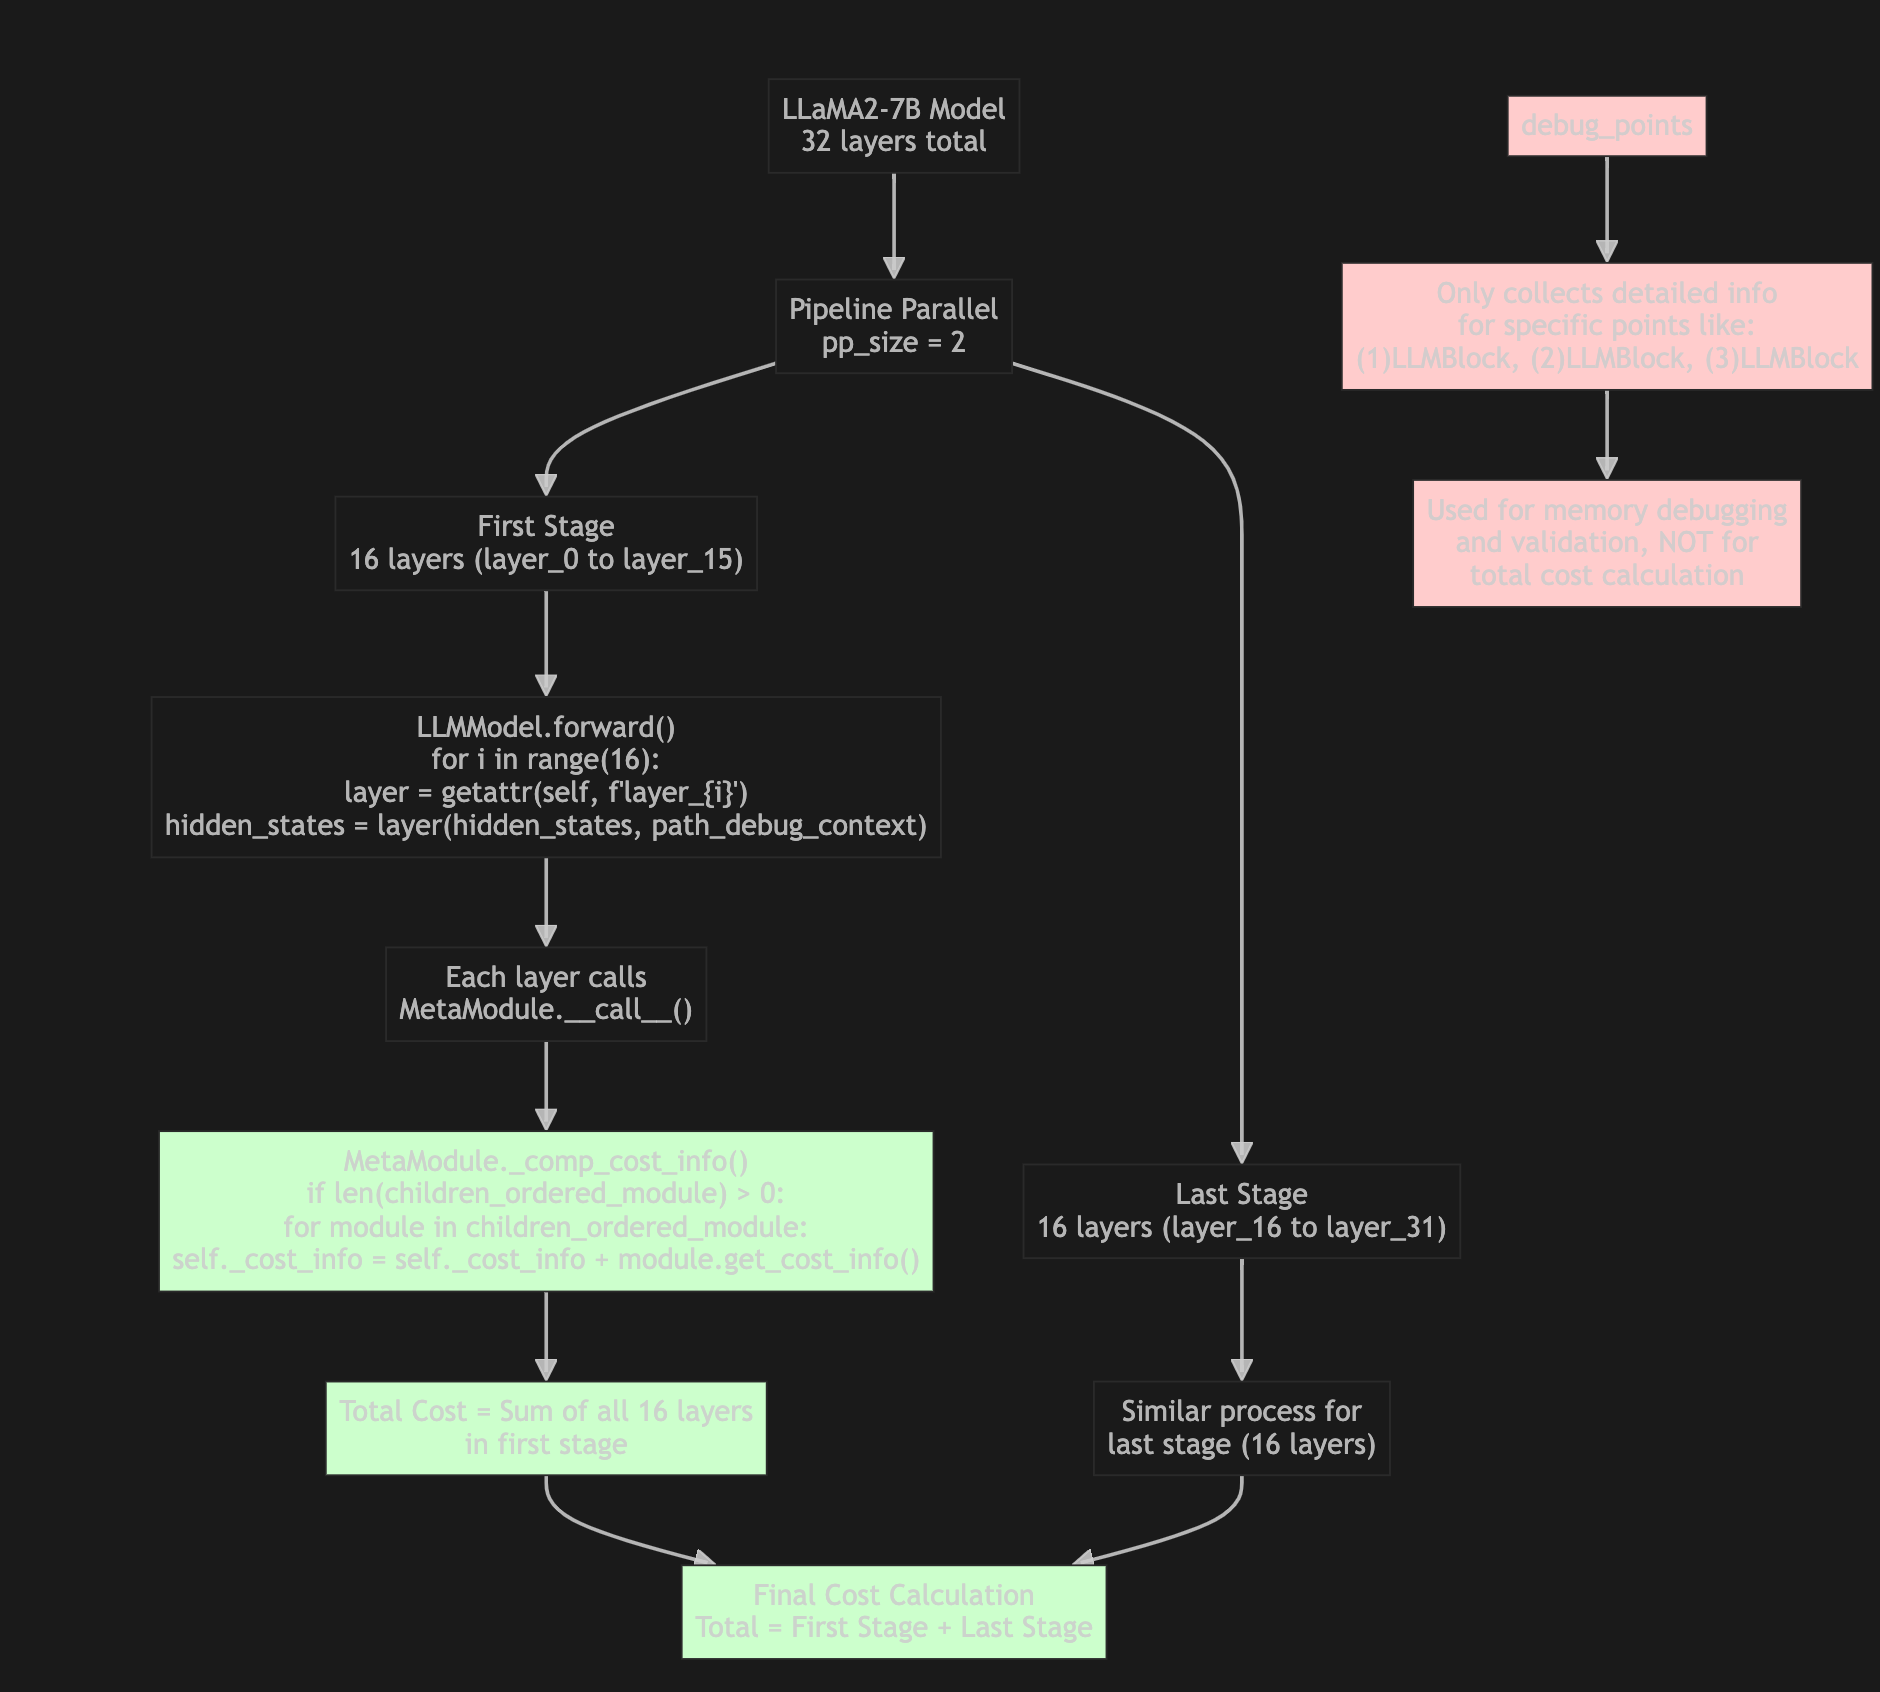 LLaMA2-7B Model
32 layers total
Pipeline Parallel
pp_size = 2
First Stage
16 layers (layer_0 to layer_15)
LLMModel.forward()
for i in range(16):
layer = getattr(self, f'layer_{i}')
hidden_states = layer(hidden_states, path_debug_context)
Each layer calls
MetaModule.__call__()
MetaModule._comp_cost_info()
if len(children_ordered_module) > 0:
for module in children_ordered_module:
self._cost_info = self._cost_info + module.get_cost_info()
Total Cost = Sum of all 16 layers
in first stage
Last Stage
16 layers (layer_16 to layer_31)
Similar process for
last stage (16 layers)
Final Cost Calculation
Total = First Stage + Last Stage
debug_points
Only collects detailed info
for specific points like:
(1)LLMBlock, (2)LLMBlock, (3)LLMBlock
Used for memory debugging
and validation, NOT for
total cost calculation